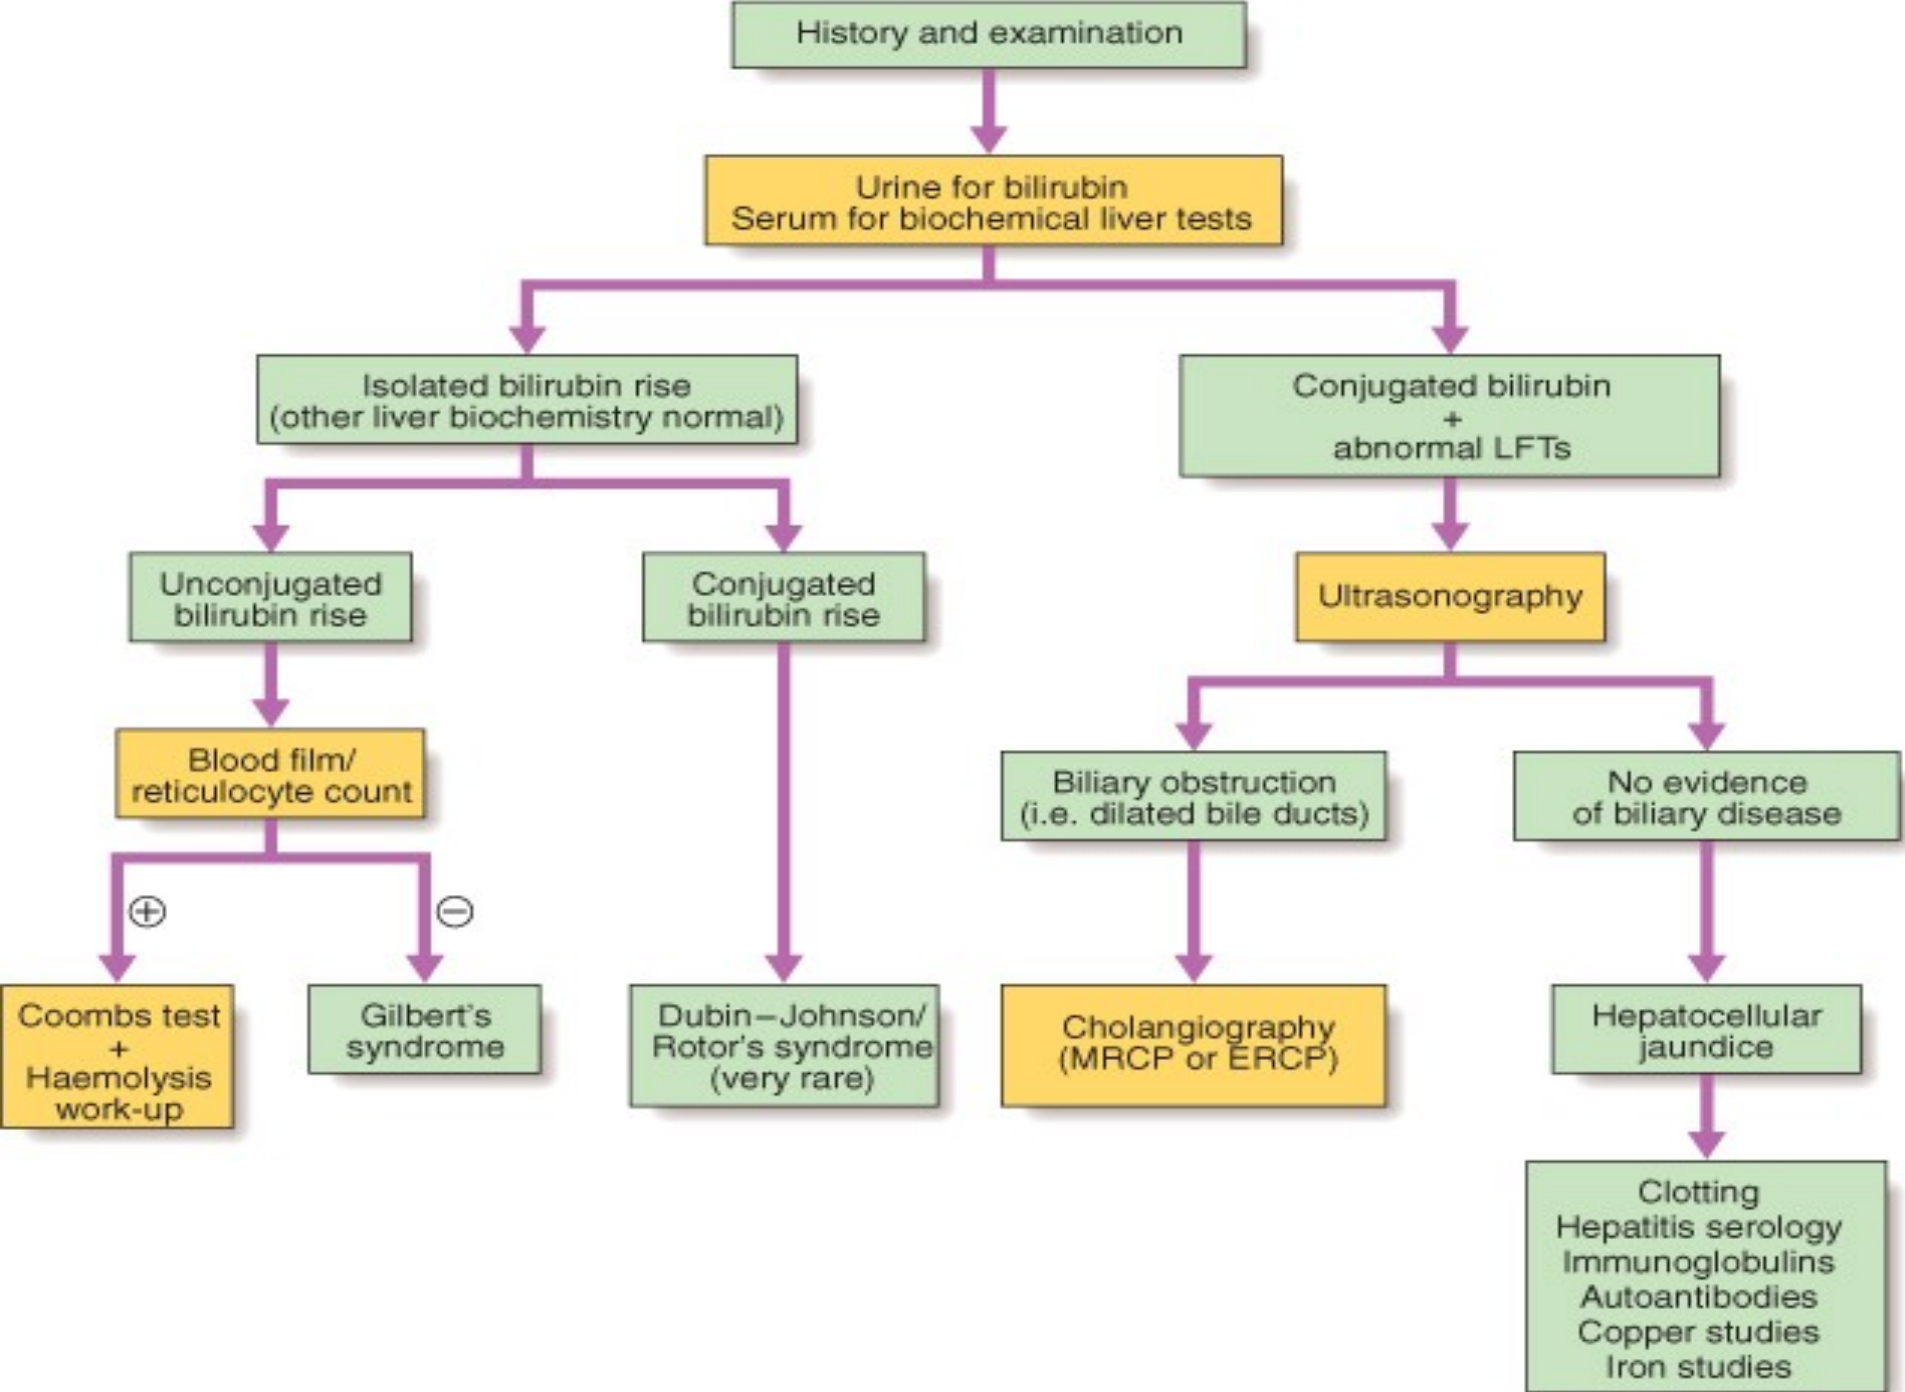 History and examination
Urine for bilirubin
Serum for biochemical liver tests
Isolated bilirubin rise
(other liver biochemistry normal)
Conjugated bilirubin
+
abnormal LFTs
Unconjugated
bilirubin rise
Conjugated
bilirubin rise
Ultrasonography
Blood film/
reticulocyte count
Biliary obstruction
(i.e. dilated bile ducts)
No evidence
of biliary disease
+
−
Coombs test
+
Haemolysis
work-up
Gilbert's
syndrome
Dubin–Johnson/
Rotor's syndrome
(very rare)
Cholangiography
(MRCP or ERCP)
Hepatocellular
jaundice
Clotting
Hepatitis serology
Immunoglobulins
Autoantibodies
Copper studies
Iron studies